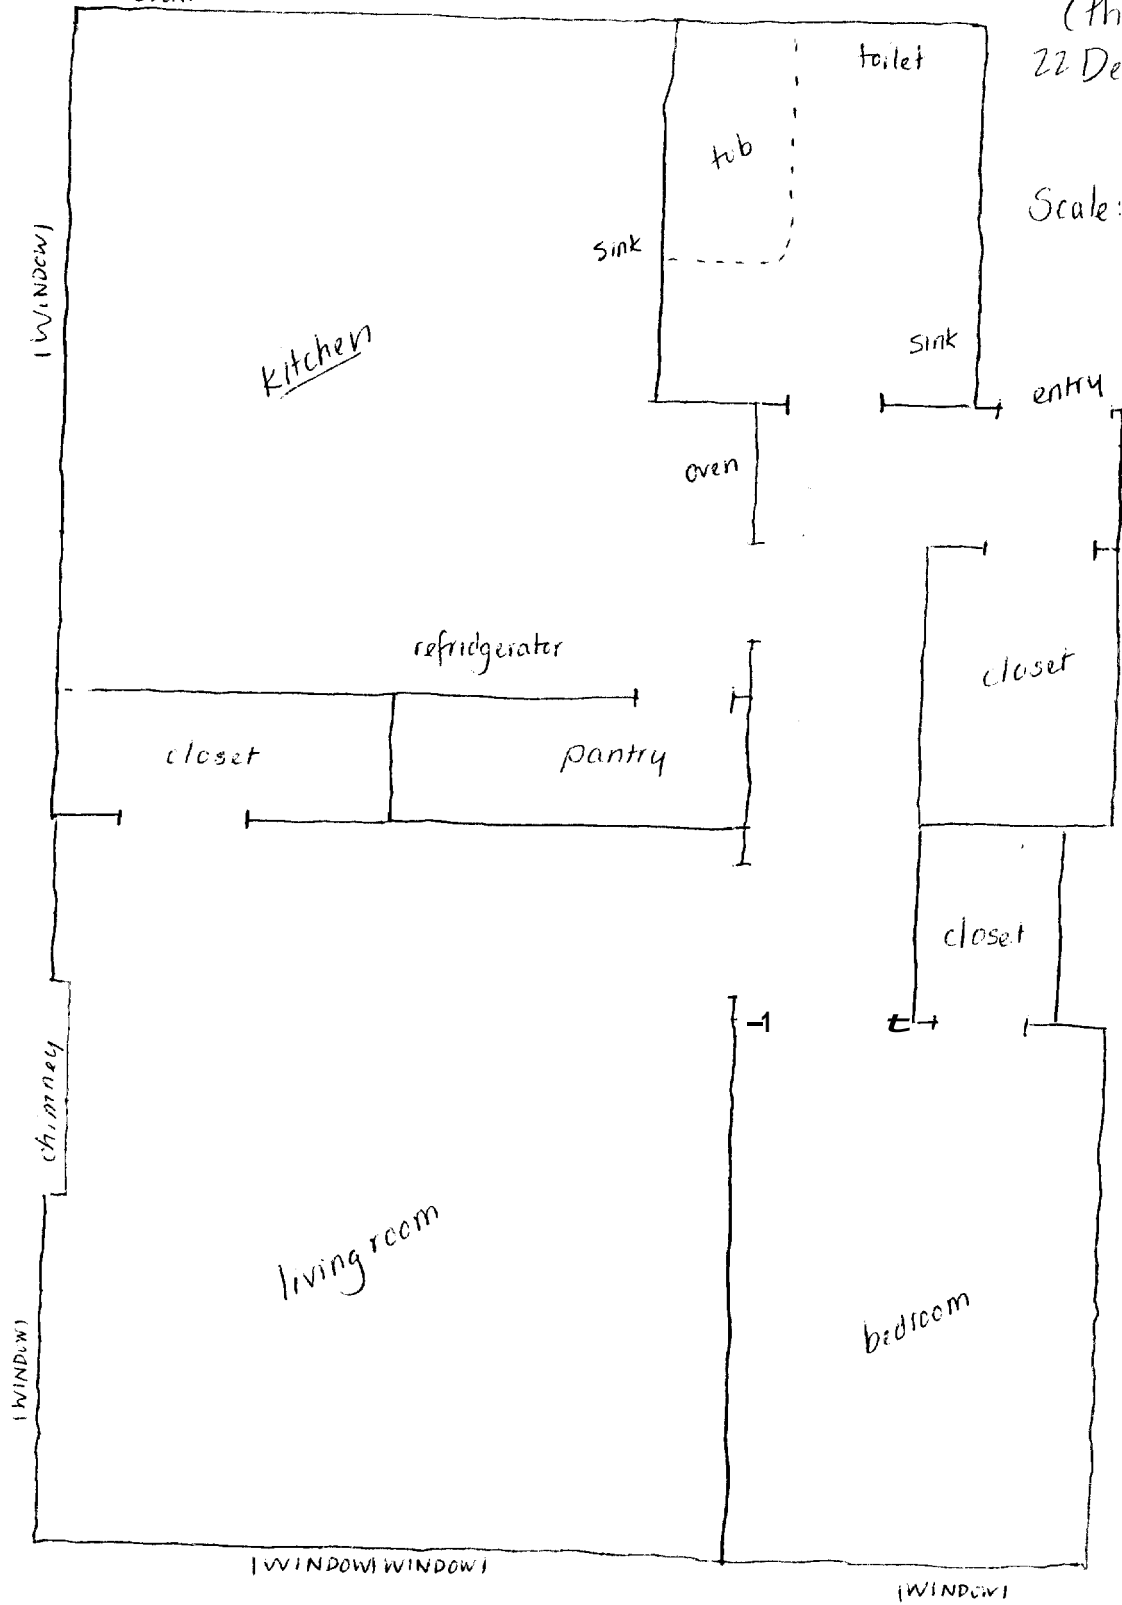 (th
22 De
toilet
tub
Scale:
sink
|WINDOW|
sink
kitchen
entry
oven
refridgerator
closet
closet
pantry
closet
chimney
living room
bedroom
|WINDOW|
|WINDOW|WINDOW|
|WINDOW|